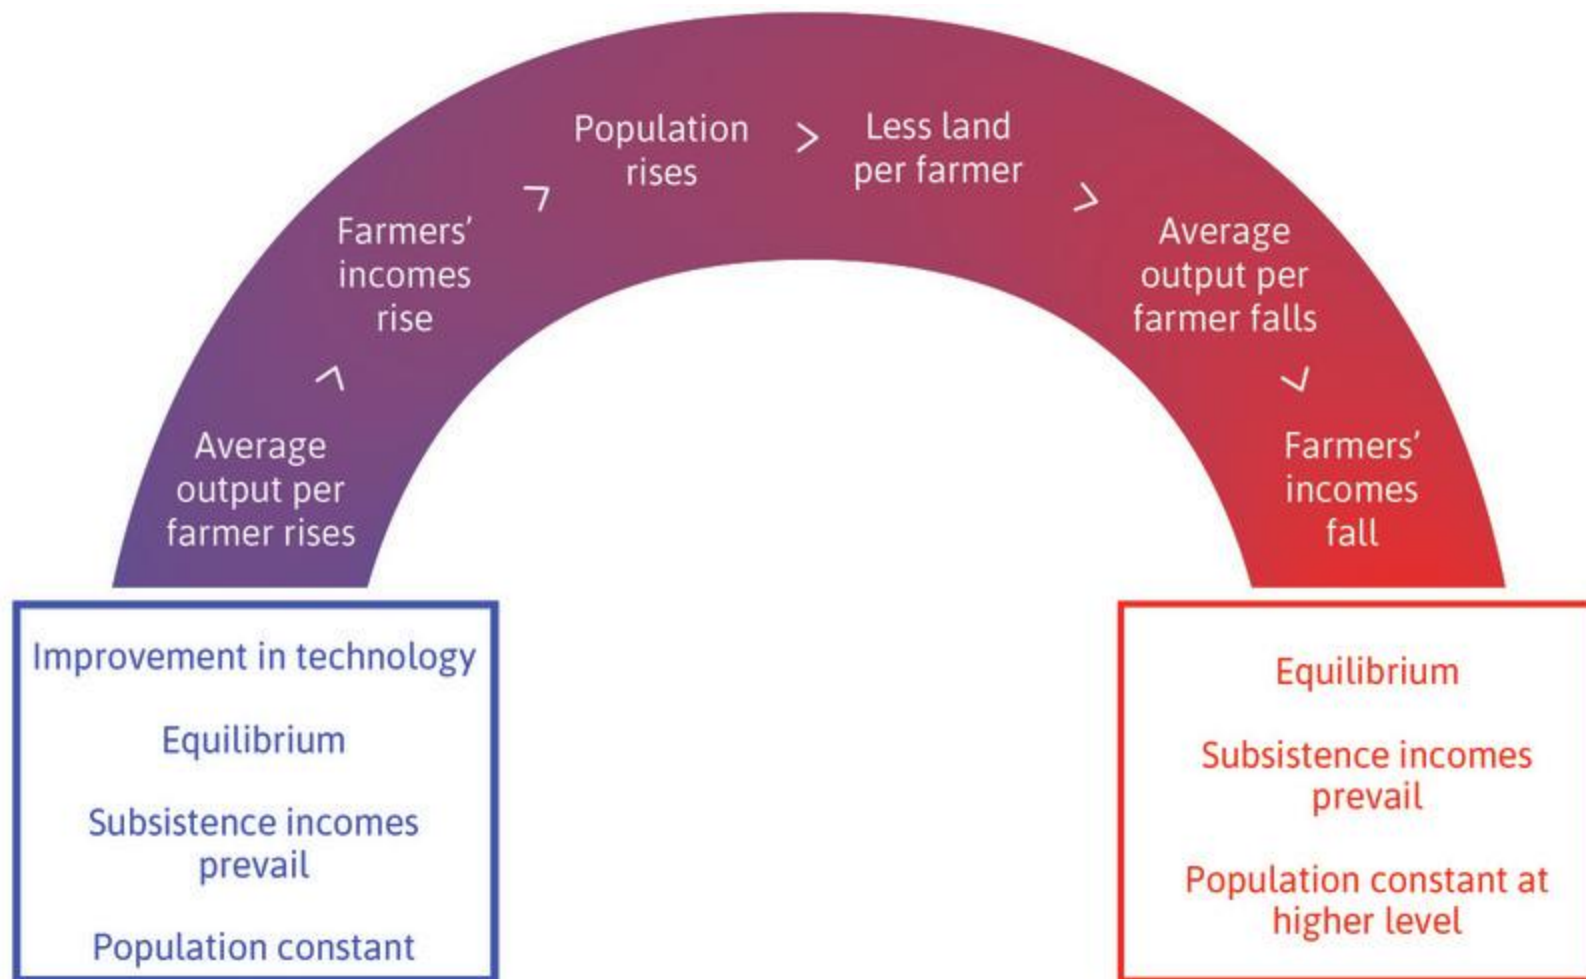 Population
rises
>
Less land
per farmer
>
Farmers’
incomes
rise
>
Average
output per
farmer falls
>
Average
output per
farmer rises
>
Farmers’
incomes
fall
Improvement in technology
Equilibrium
Subsistence incomes
prevail
Population constant
Equilibrium
Subsistence incomes
prevail
Population constant at
higher level